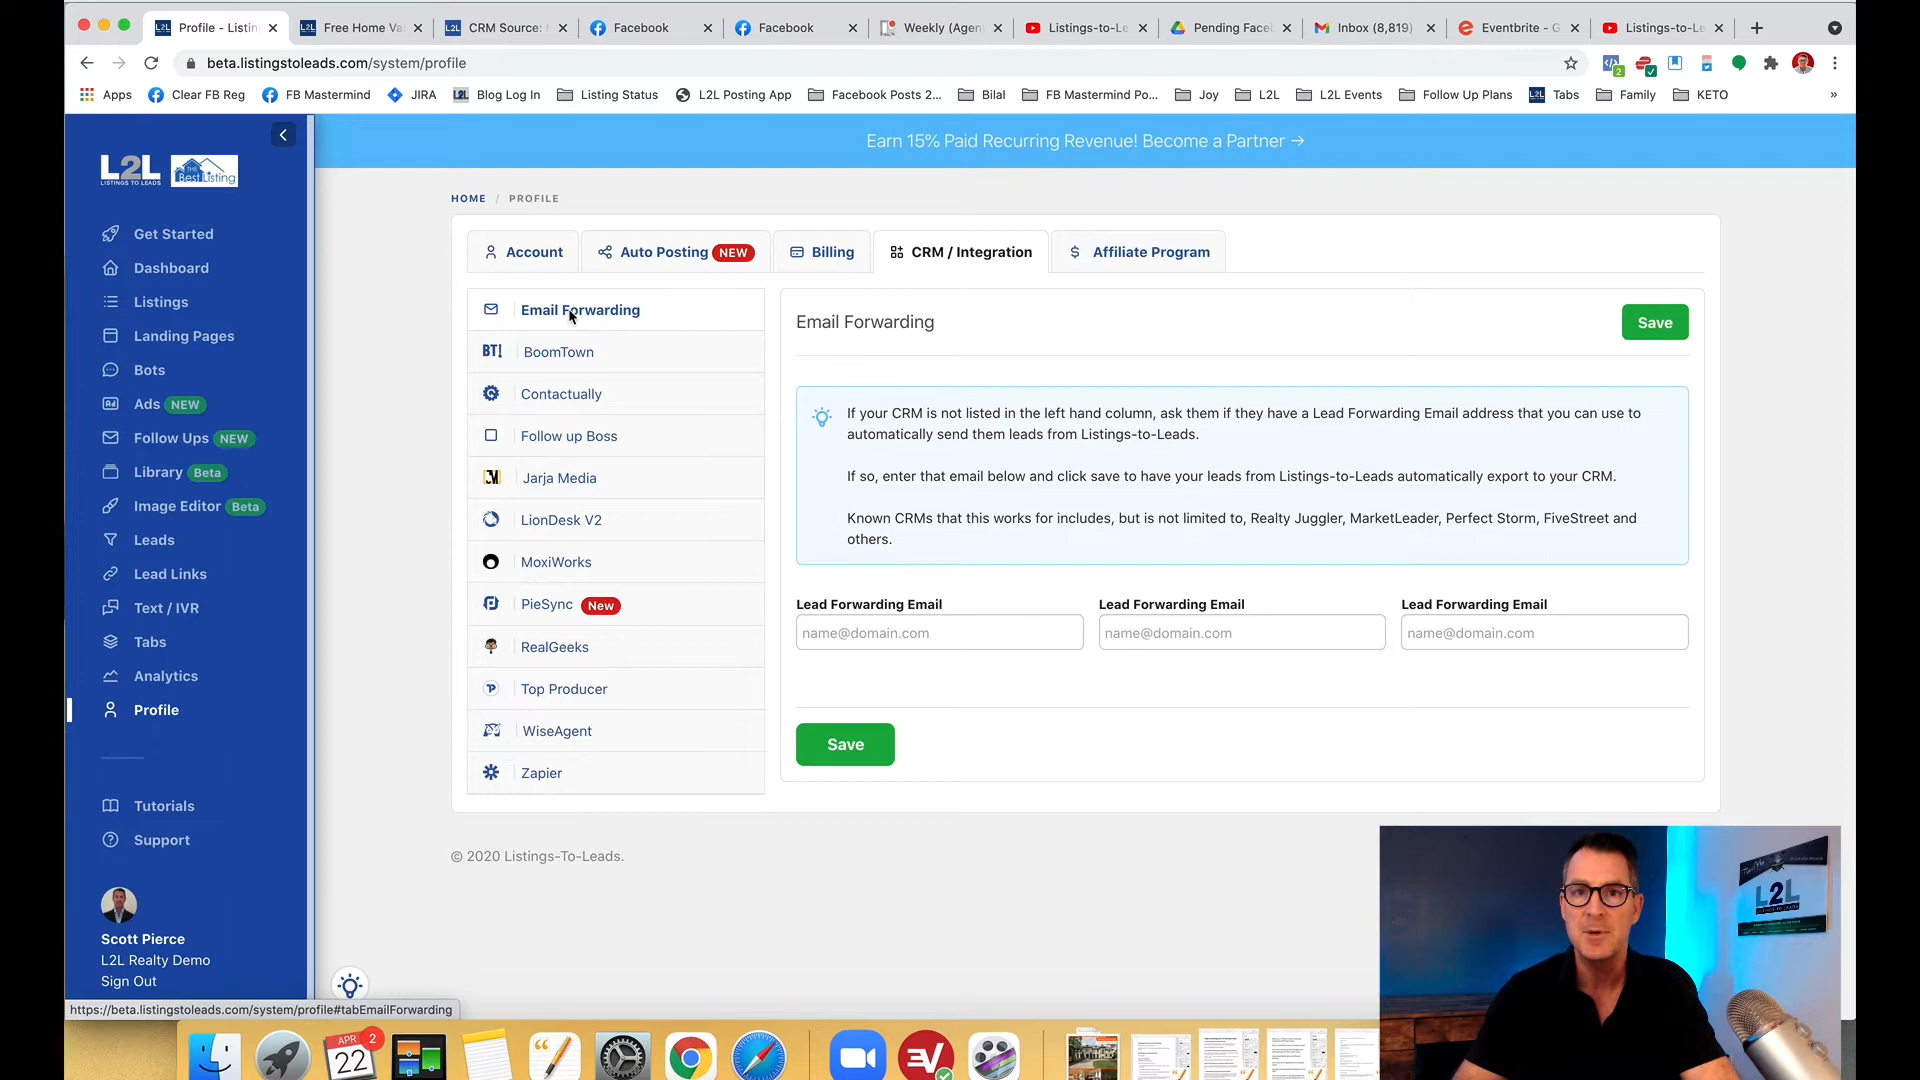 Profile - Listin
Free Home Va
CRM Source:
Facebook
Facebook
Weekly (Agen
Listings-to-Le
Pending Face
Inbox (8,819)
Eventbrite - G
Listings-to-L
beta.listingstoleads.com/system/profile
2
Apps
Clear FB Reg
FB Mastermind
JIRA
Blog Log In
Listing Status
L2L Posting App
Facebook Posts 2...
Bilal
FB Mastermind Po...
Joy
L2L
L2L Events
Follow Up Plans
Tabs
Family
KETO
»
Earn 15% Paid Recurring Revenue! Become a Partner →
L2L
LISTINGS TO LEADS
THE
Best Listing
Get Started
Dashboard
Listings
Landing Pages
Bots
Ads NEW
Follow Ups NEW
Library Beta
Image Editor Beta
Leads
Lead Links
Text / IVR
Tabs
Analytics
Profile
Tutorials
Support
Scott Pierce
L2L Realty Demo
Sign Out
HOME / PROFILE
Account
Auto Posting NEW
Billing
CRM / Integration
$ Affiliate Program
Email Forwarding
BT! BoomTown
Contactually
Follow up Boss
Jarja Media
LionDesk V2
MoxiWorks
PieSync New
RealGeeks
Top Producer
WiseAgent
Zapier
Email Forwarding
Save
If your CRM is not listed in the left hand column, ask them if they have a Lead Forwarding Email address that you can use to
automatically send them leads from Listings-to-Leads.
If so, enter that email below and click save to have your leads from Listings-to-Leads automatically export to your CRM.
Known CRMs that this works for includes, but is not limited to, Realty Juggler, MarketLeader, Perfect Storm, FiveStreet and
others.
Lead Forwarding Email
name@domain.com
Lead Forwarding Email
name@domain.com
Lead Forwarding Email
name@domain.com
Save
© 2020 Listings-To-Leads.
L2L
https://beta.listingstoleads.com/system/profile#tabEmailForwarding
APR
22
2